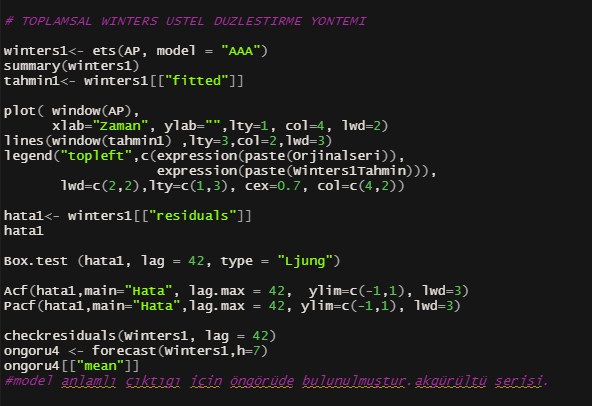 # TOPLAMSAL WINTERS USTEL DUZLESTIRME YONTEMI
winters1<- ets(AP, model = "AAA")
summary(winters1)
tahmin1<- winters1[["fitted"]]
plot( window(AP),
xlab="Zaman", ylab="",lty=1, col=4, lwd=2)
lines(window(tahmin1) ,lty=3,col=2,lwd=3)
legend("topleft",c(expression(paste(Orjinalseri)),
expression(paste(Winters1Tahmin))),
lwd=c(2,2),lty=c(1,3), cex=0.7, col=c(4,2))
hata1<- winters1[["residuals"]]
hata1
Box.test (hata1, lag = 42, type = "Ljung")
Acf(hata1,main="Hata", lag.max = 42,  ylim=c(-1,1), lwd=3)
Pacf(hata1,main="Hata",lag.max = 42, ylim=c(-1,1), lwd=3)
checkresiduals(Winters1, lag = 42)
ongoru4 <- forecast(Winters1,h=7)
ongoru4[["mean"]]
#model anlamlı çıktıgı için öngörüde bulunulmustur.akgürültü serisi.